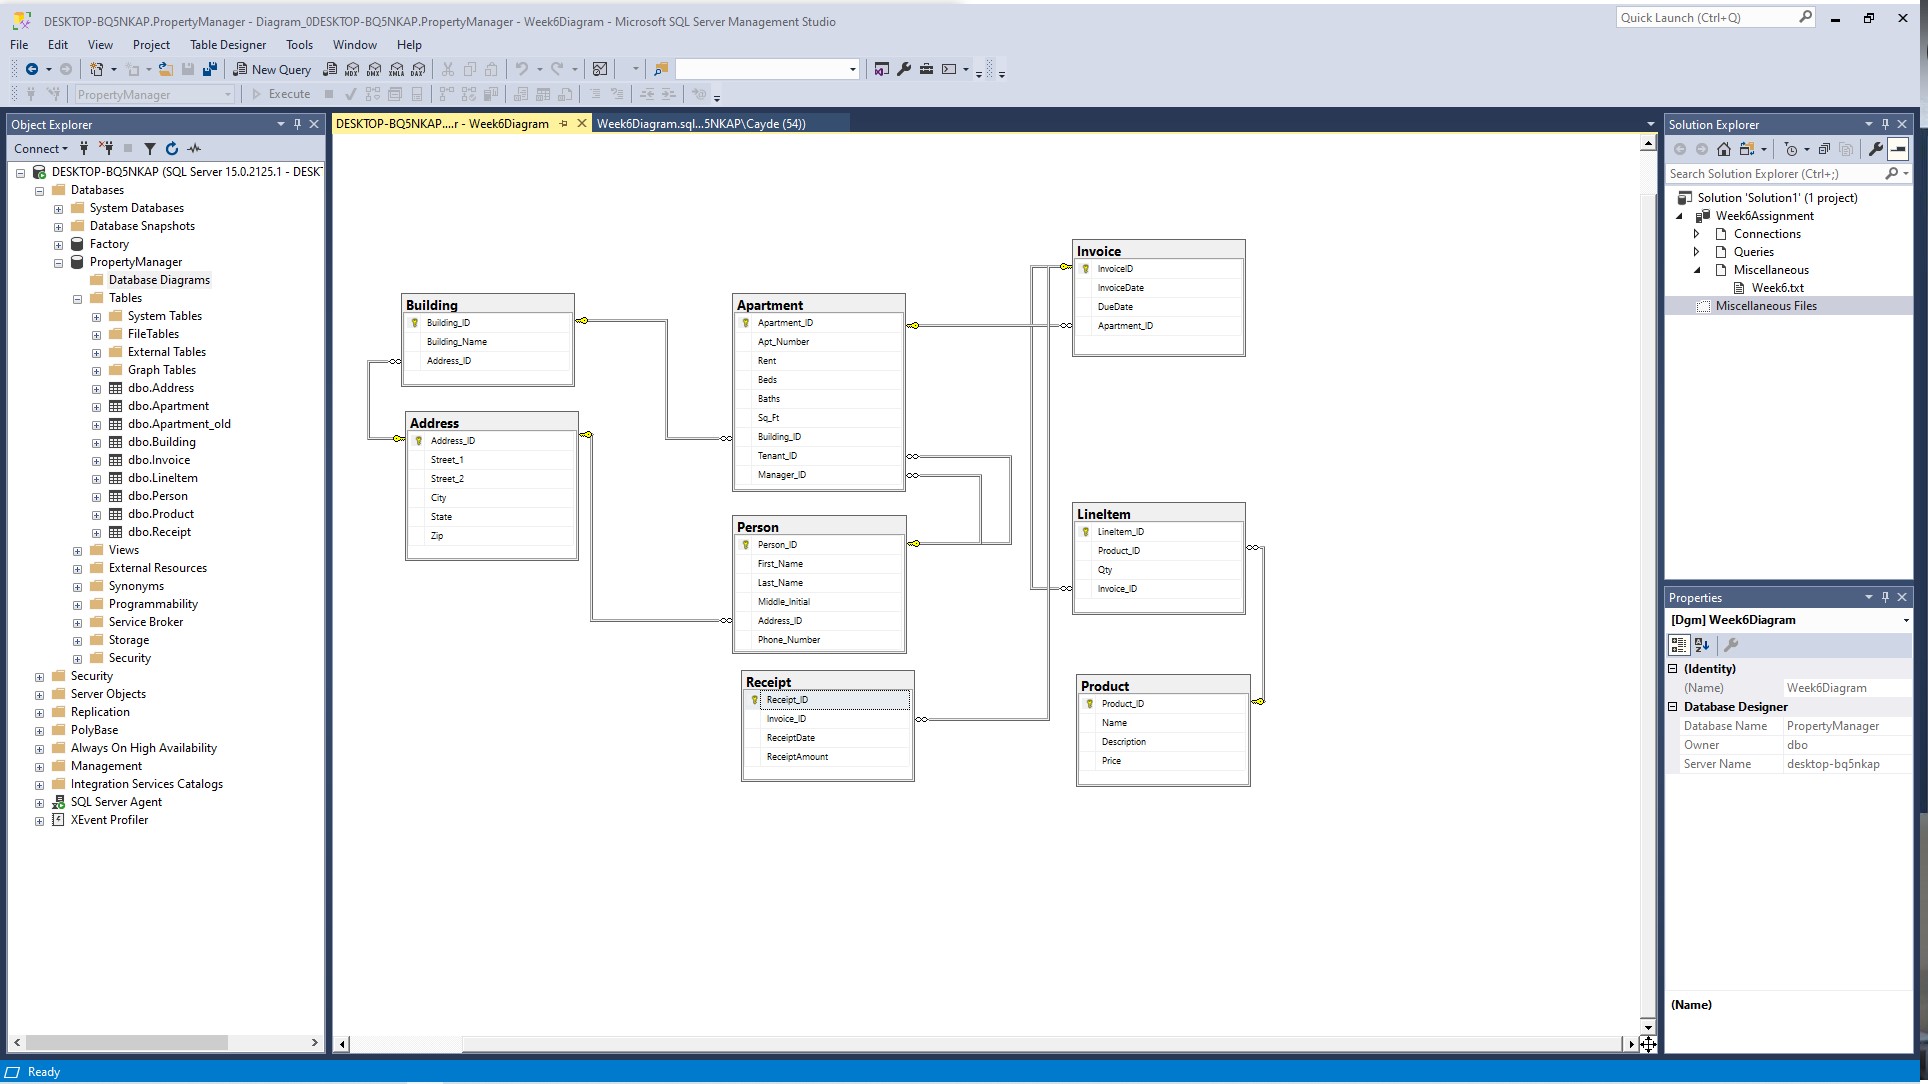 DESKTOP-BQ5NKAP.PropertyManager - Diagram_0DESKTOP-BQ5NKAP.PropertyManager - Week6Diagram - Microsoft SQL Server Management Studio
Quick Launch (Ctrl+Q)
File Edit View Project Table Designer Tools Window Help
New Query
MDX DMX XMLA DAX
PropertyManager
Execute
Object Explorer
Connect
DESKTOP-BQ5NKAP (SQL Server 15.0.2125.1 - DESKT
Databases
System Databases
Database Snapshots
Factory
PropertyManager
Database Diagrams
Tables
System Tables
FileTables
External Tables
Graph Tables
dbo.Address
dbo.Apartment
dbo.Apartment_old
dbo.Building
dbo.Invoice
dbo.LineItem
dbo.Person
dbo.Product
dbo.Receipt
Views
External Resources
Synonyms
Programmability
Service Broker
Storage
Security
Security
Server Objects
Replication
PolyBase
Always On High Availability
Management
Integration Services Catalogs
SQL Server Agent
XEvent Profiler
DESKTOP-BQ5NKAP....r - Week6Diagram
Week6Diagram.sql...5NKAP\Cayde (54))
Building
Building_ID
Building_Name
Address_ID
Address
Address_ID
Street_1
Street_2
City
State
Zip
Apartment
Apartment_ID
Apt_Number
Rent
Beds
Baths
Sq_Ft
Building_ID
Tenant_ID
Manager_ID
Person
Person_ID
First_Name
Last_Name
Middle_Initial
Address_ID
Phone_Number
Receipt
Receipt_ID
Invoice_ID
ReceiptDate
ReceiptAmount
Invoice
InvoiceID
InvoiceDate
DueDate
Apartment_ID
LineItem
LineItem_ID
Product_ID
Qty
Invoice_ID
Product
Product_ID
Name
Description
Price
Solution Explorer
Search Solution Explorer (Ctrl+;)
Solution 'Solution1' (1 project)
Week6Assignment
Connections
Queries
Miscellaneous
Week6.txt
Miscellaneous Files
Properties
[Dgm] Week6Diagram
(Identity)
(Name) Week6Diagram
Database Designer
Database Name PropertyManager
Owner dbo
Server Name desktop-bq5nkap
(Name)
Ready